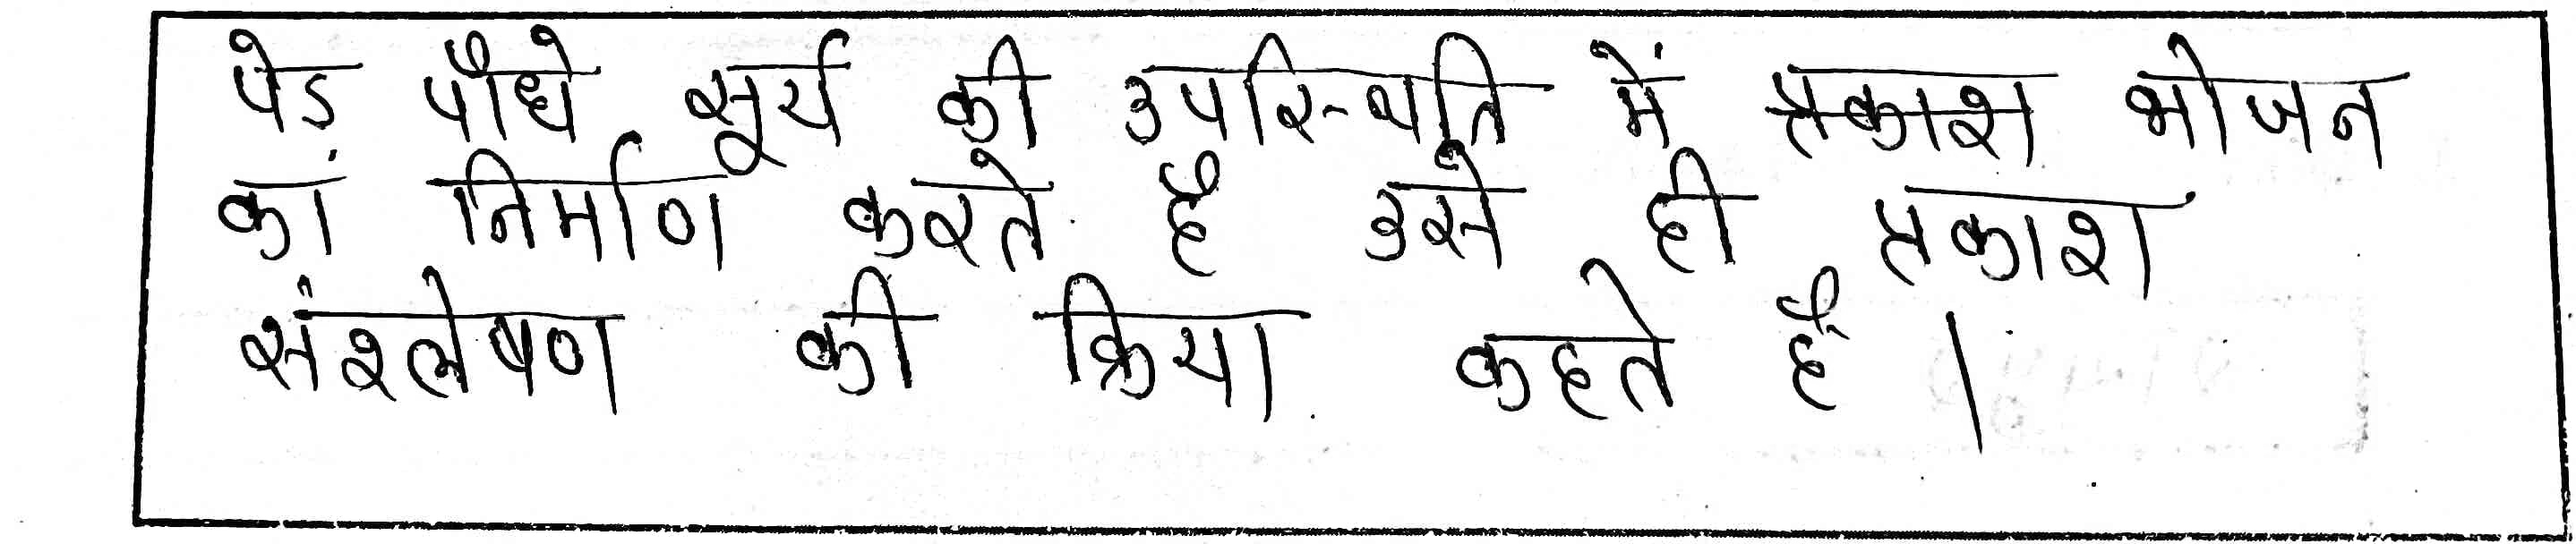 पेड पौधे सूर्य की उपस्थिति में प्रकाश भोजन
कां निर्माण करते है उसे ही प्रकाश
संश्लेषण की क्रिया कहते है।